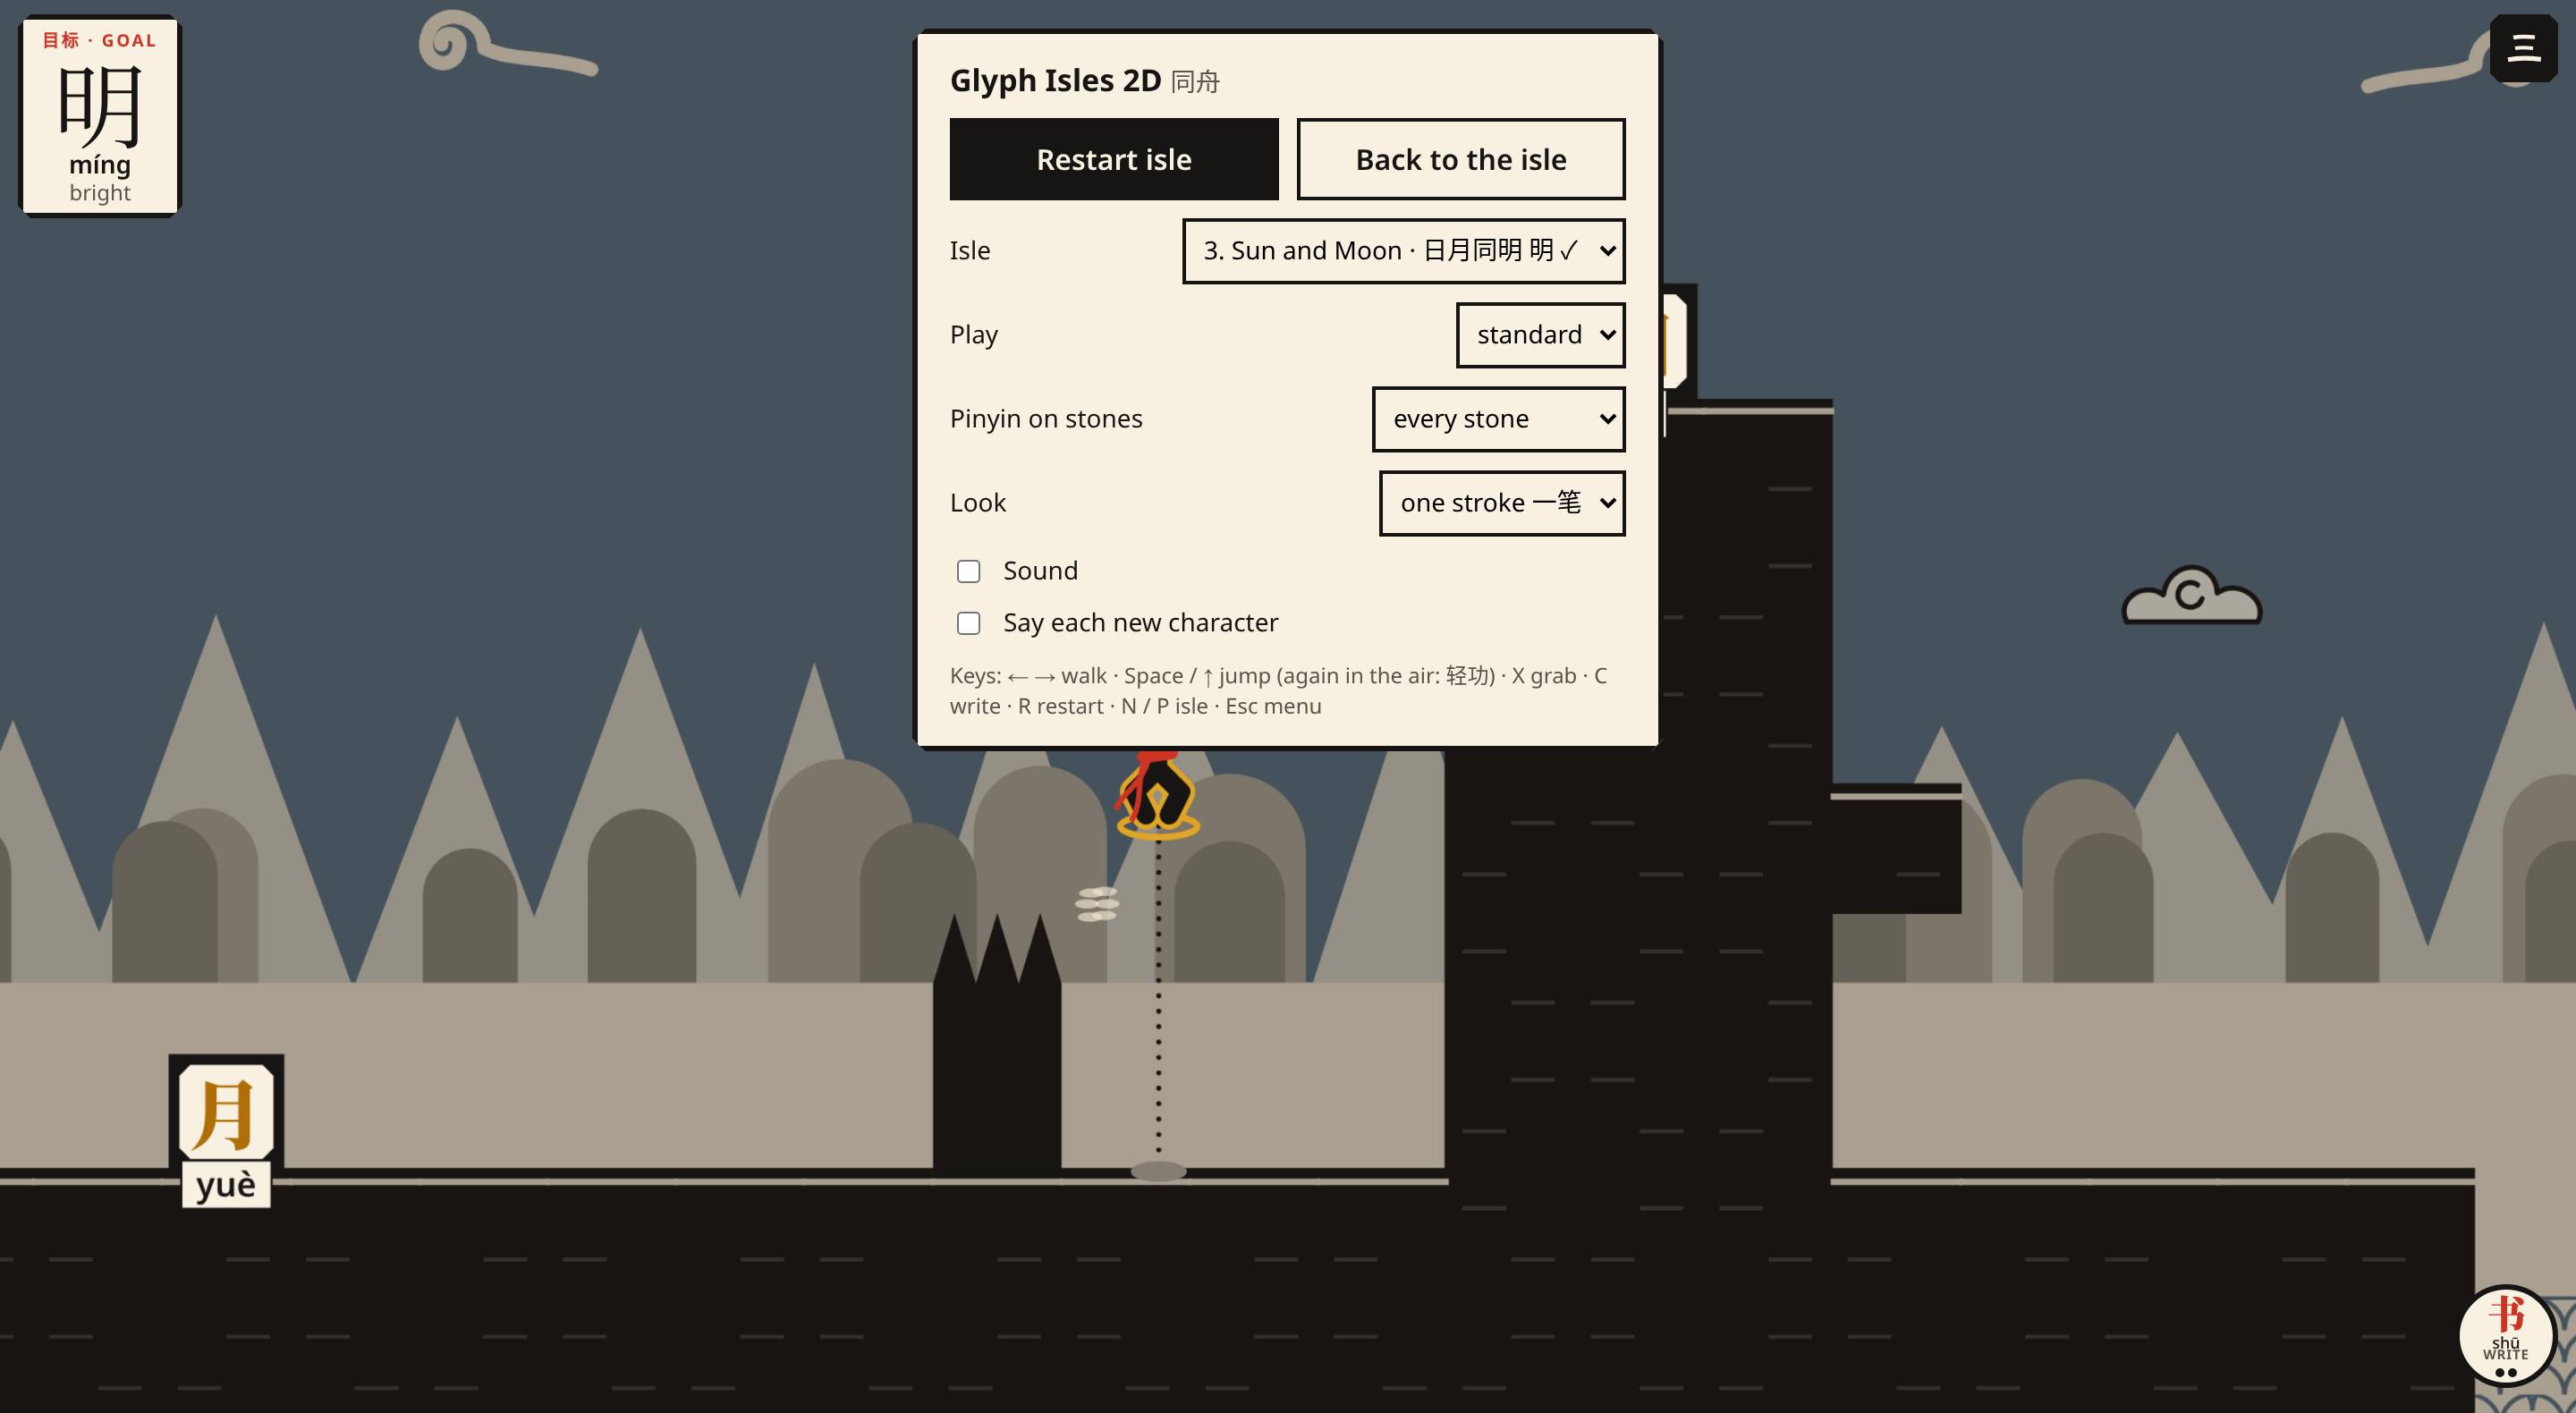 目标 · GOAL
明
míng
bright
三
Glyph Isles 2D 同舟
Restart isle
Back to the isle
Isle
3. Sun and Moon · 日月同明 明 ✓
Play
standard
Pinyin on stones
every stone
Look
one stroke 一笔
Sound
Say each new character
Keys: ←→ walk · Space / ↑ jump (again in the air: 轻功) · X grab · C
write · R restart · N / P isle · Esc menu
月
yuè
书
shū
WRITE